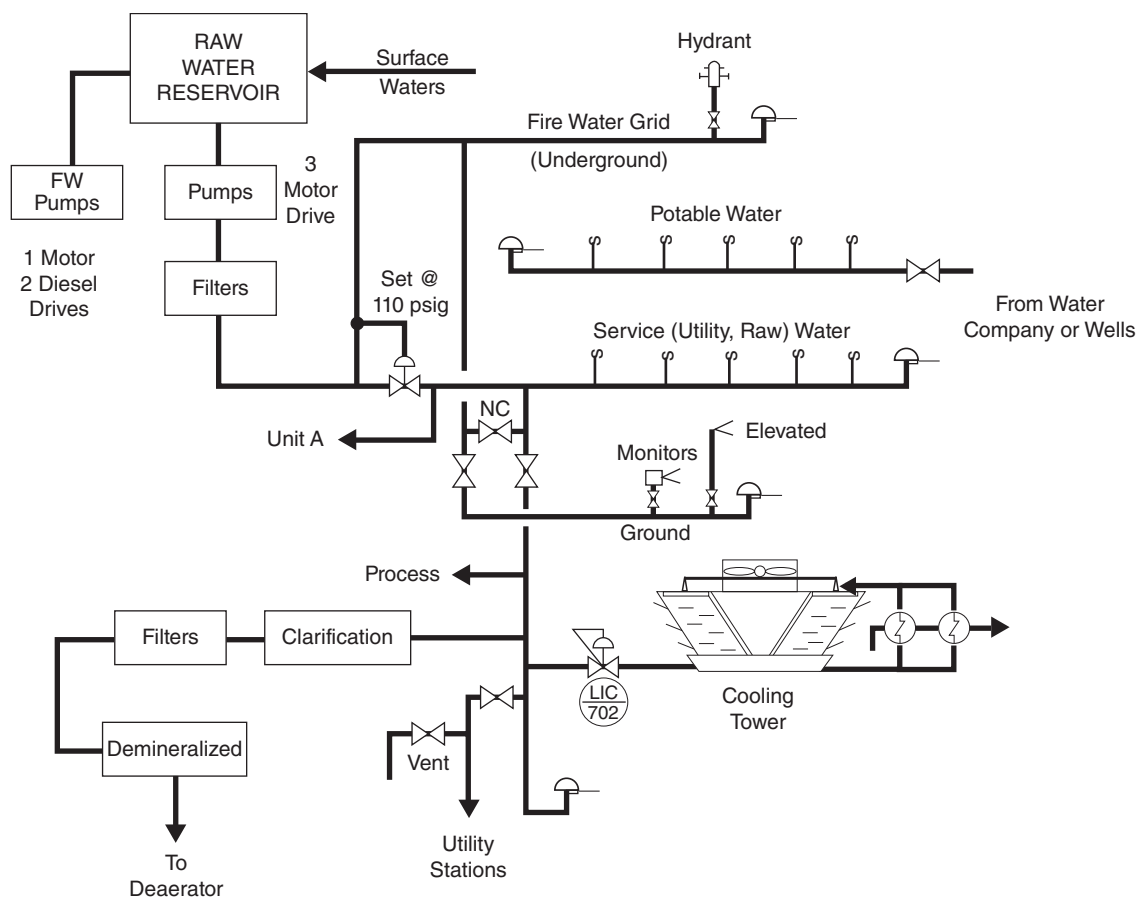 RAW
WATER
RESERVOIR
Surface
Waters
Hydrant
Fire Water Grid
(Underground)
FW
Pumps
Pumps
3
Motor
Drive
1 Motor
2 Diesel
Drives
Filters
Set @
110 psig
Potable Water
From Water
Company or Wells
Service (Utility, Raw) Water
S S S S S
S S S S S
NC
Unit A
Elevated
Monitors
Ground
Process
Filters
Clarification
LIC
702
Cooling
Tower
Demineralized
Vent
To
Deaerator
Utility
Stations